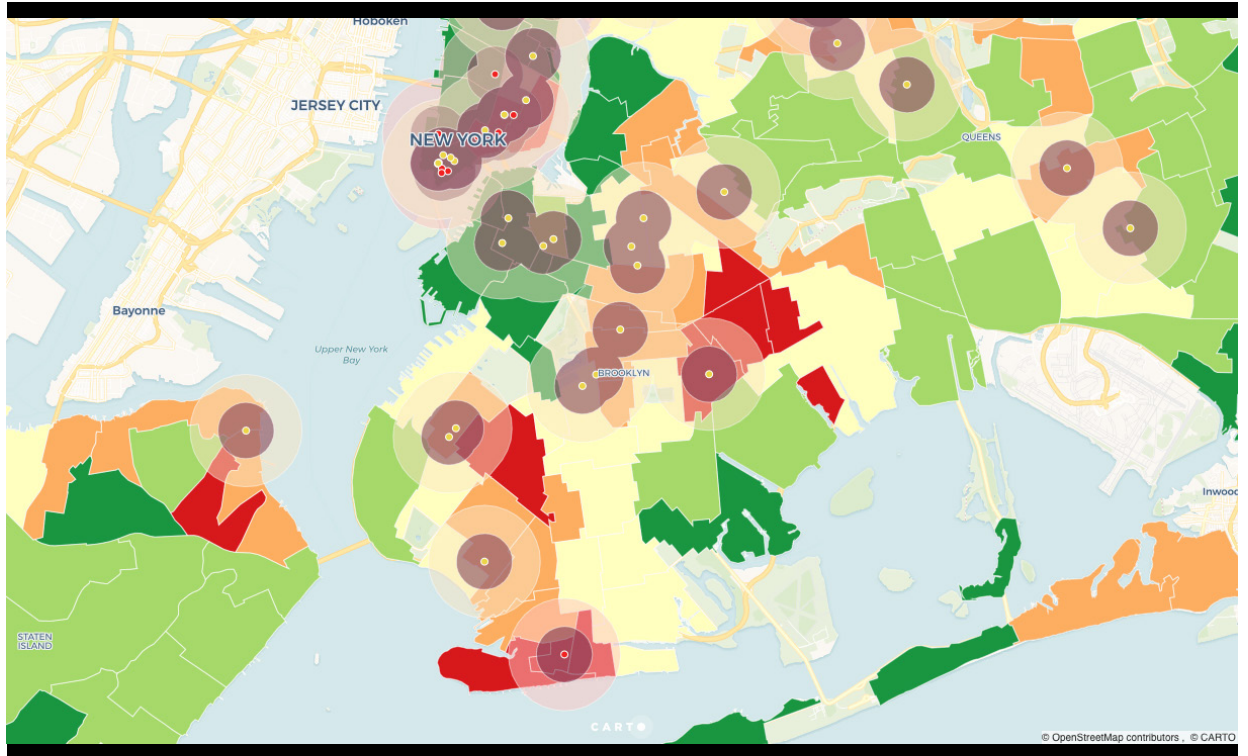 Hoboken
JERSEY CITY
NEW YORK
QUEENS
Bayonne
Upper New York
Bay
BROOKLYN
Inwood
STATEN
ISLAND
CARTO
© OpenStreetMap contributors , © CARTO